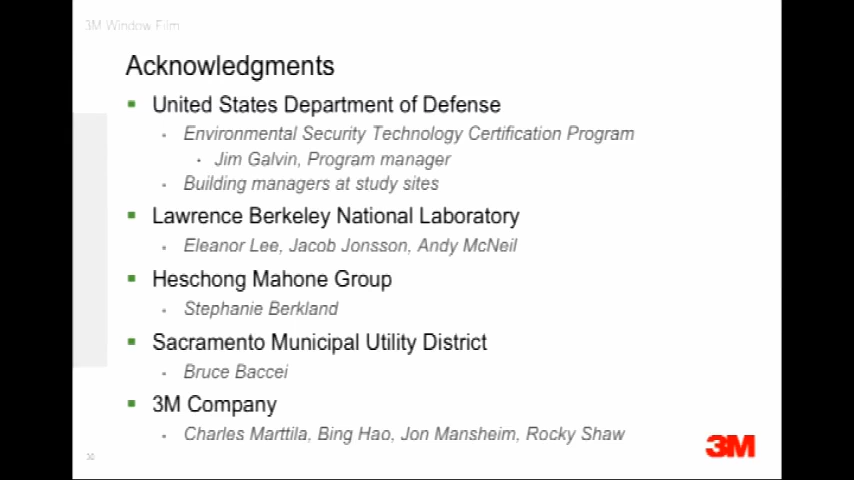 3M Window Film
Acknowledgments
United States Department of Defense
Environmental Security Technology Certification Program
Jim Galvin, Program manager
Building managers at study sites
Lawrence Berkeley National Laboratory
Eleanor Lee, Jacob Jonsson, Andy McNeil
Heschong Mahone Group
Stephanie Berkland
Sacramento Municipal Utility District
Bruce Baccei
3M Company
Charles Marttila, Bing Hao, Jon Mansheim, Rocky Shaw
3M